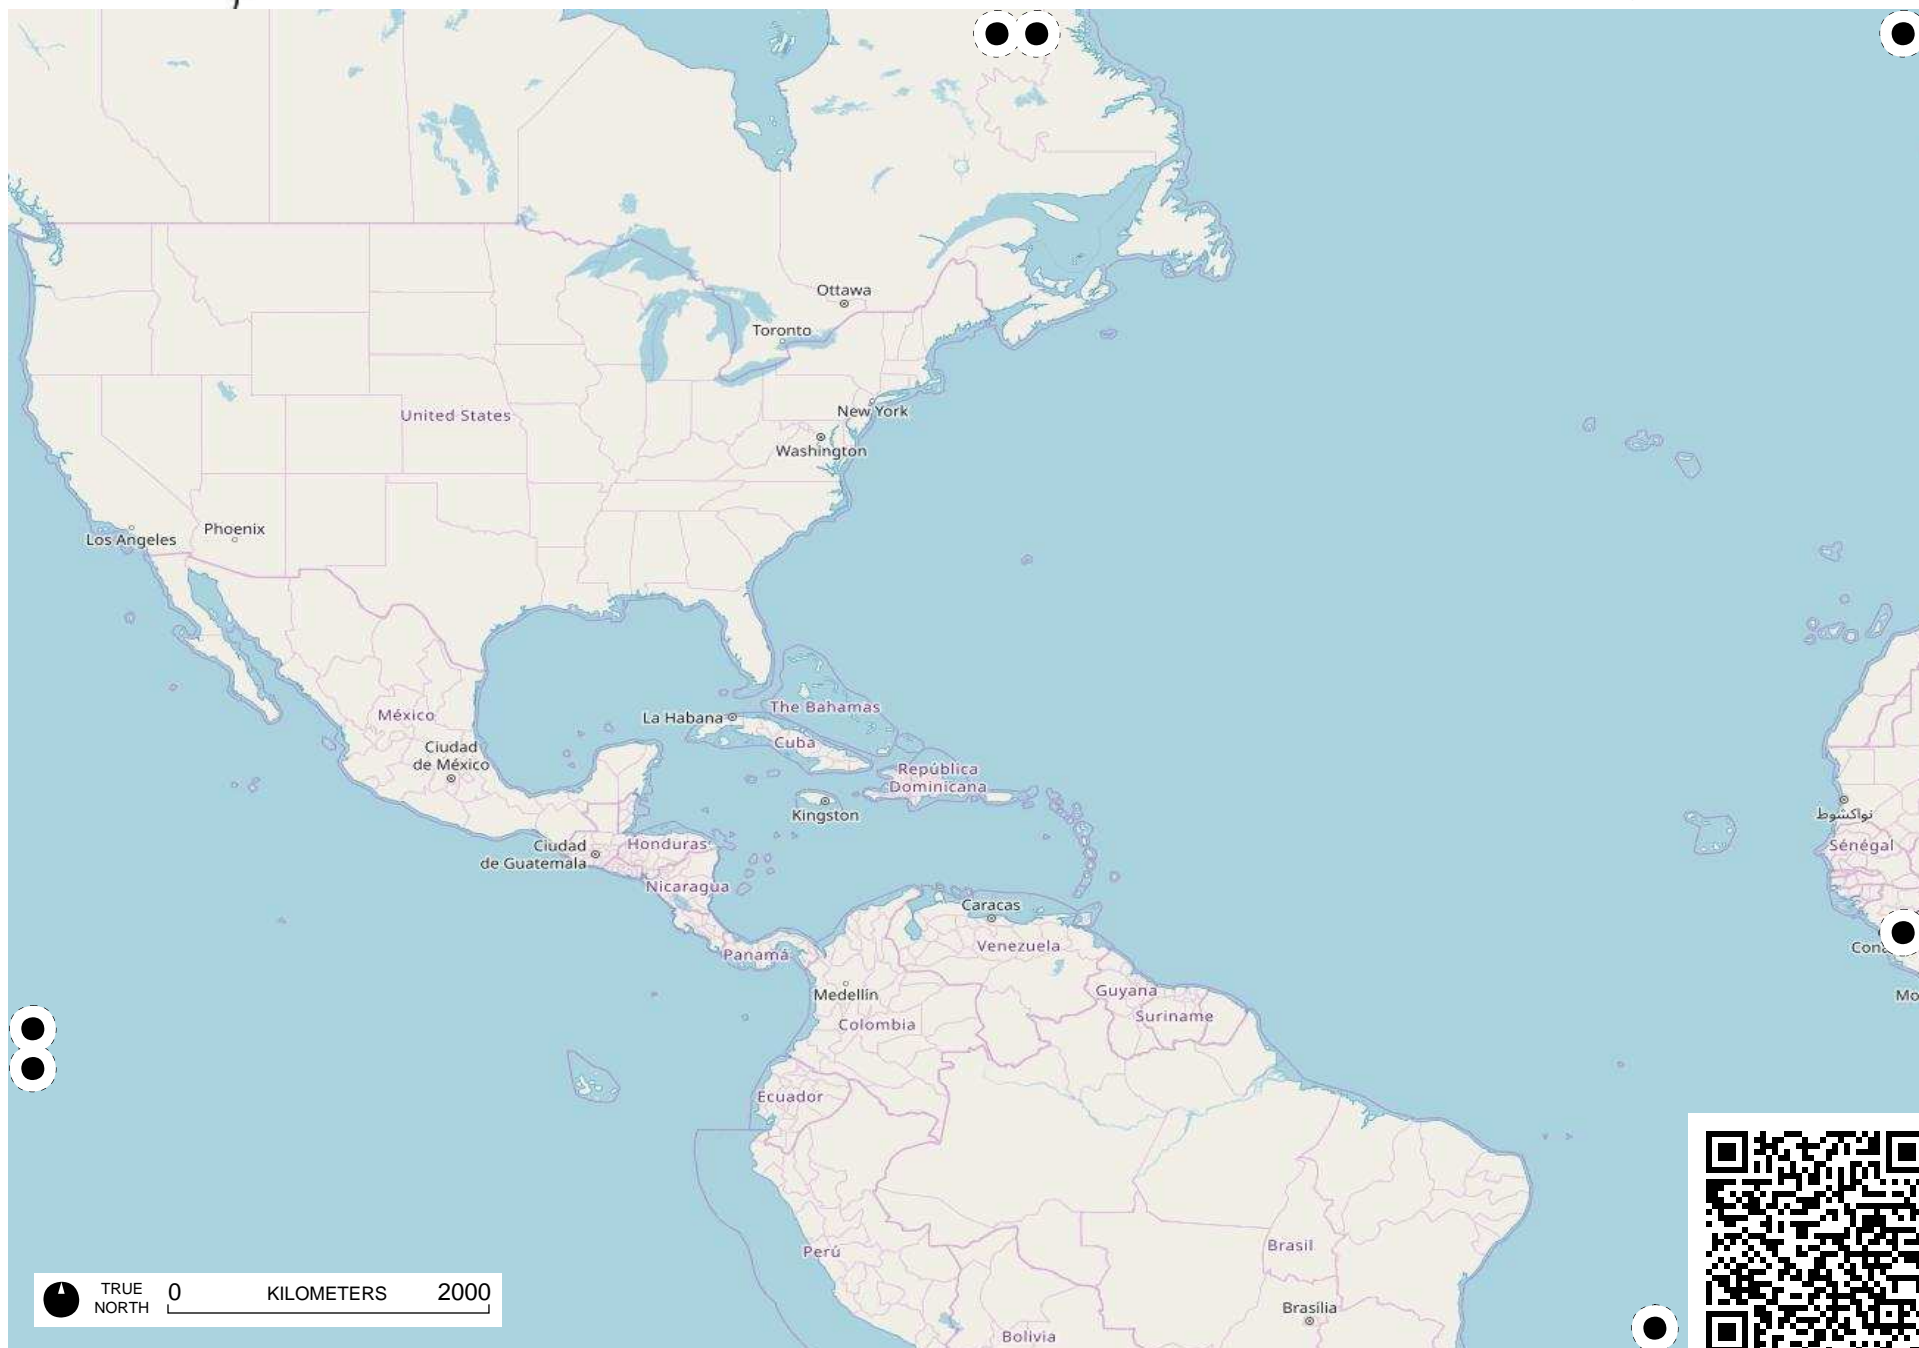 Ottawa
Toronto
New York
United States
Washington
Phoenix
Los Angeles
México
La Habana
The Bahamas
Cuba
Ciudad
de México
República
Dominicana
Kingston
نواكشوط
Sénégal
Ciudad
de Guatemala
Honduras
Nicaragua
Caracas
Venezuela
Panamá
Medellín
Guyana
Suriname
Colombia
Ecuador
Perú
Brasil
Brasília
Bolivia
TRUE
NORTH
0 KILOMETERS 2000